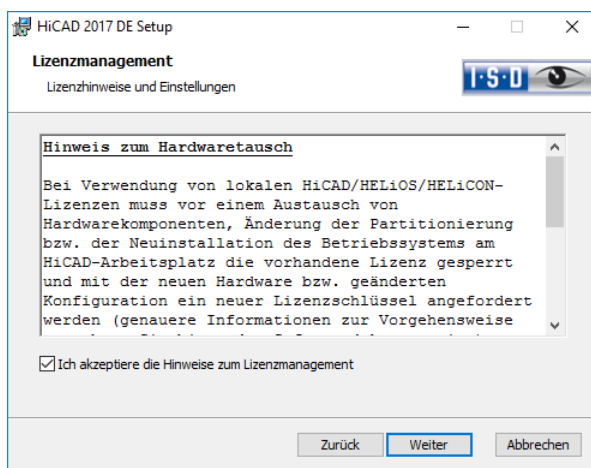 HiCAD 2017 DE Setup
Lizenzmanagement
Lizenzhinweise und Einstellungen
I·S·D
Hinweis zum Hardwaretausch
Bei Verwendung von lokalen HiCAD/HELiOS/HELiCON-
Lizenzen muss vor einem Austausch von
Hardwarekomponenten, Änderung der Partitionierung
bzw. der Neuinstallation des Betriebssystems am
HiCAD-Arbeitsplatz die vorhandene Lizenz gesperrt
und mit der neuen Hardware bzw. geänderten
Konfiguration ein neuer Lizenzschlüssel angefordert
werden (genauere Informationen zur Vorgehensweise
Ich akzeptiere die Hinweise zum Lizenzmanagement
Zurück Weiter Abbrechen